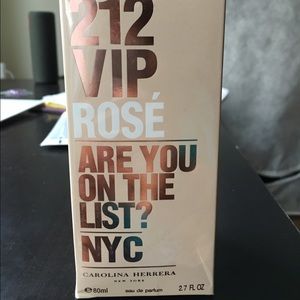 212
VIP
ROSÉ
ARE YOU
ON THE
LIST?
NYC
CAROLINA HERRERA
NEW YORK
e80ml eau de parfum 2.7 FL. OZ